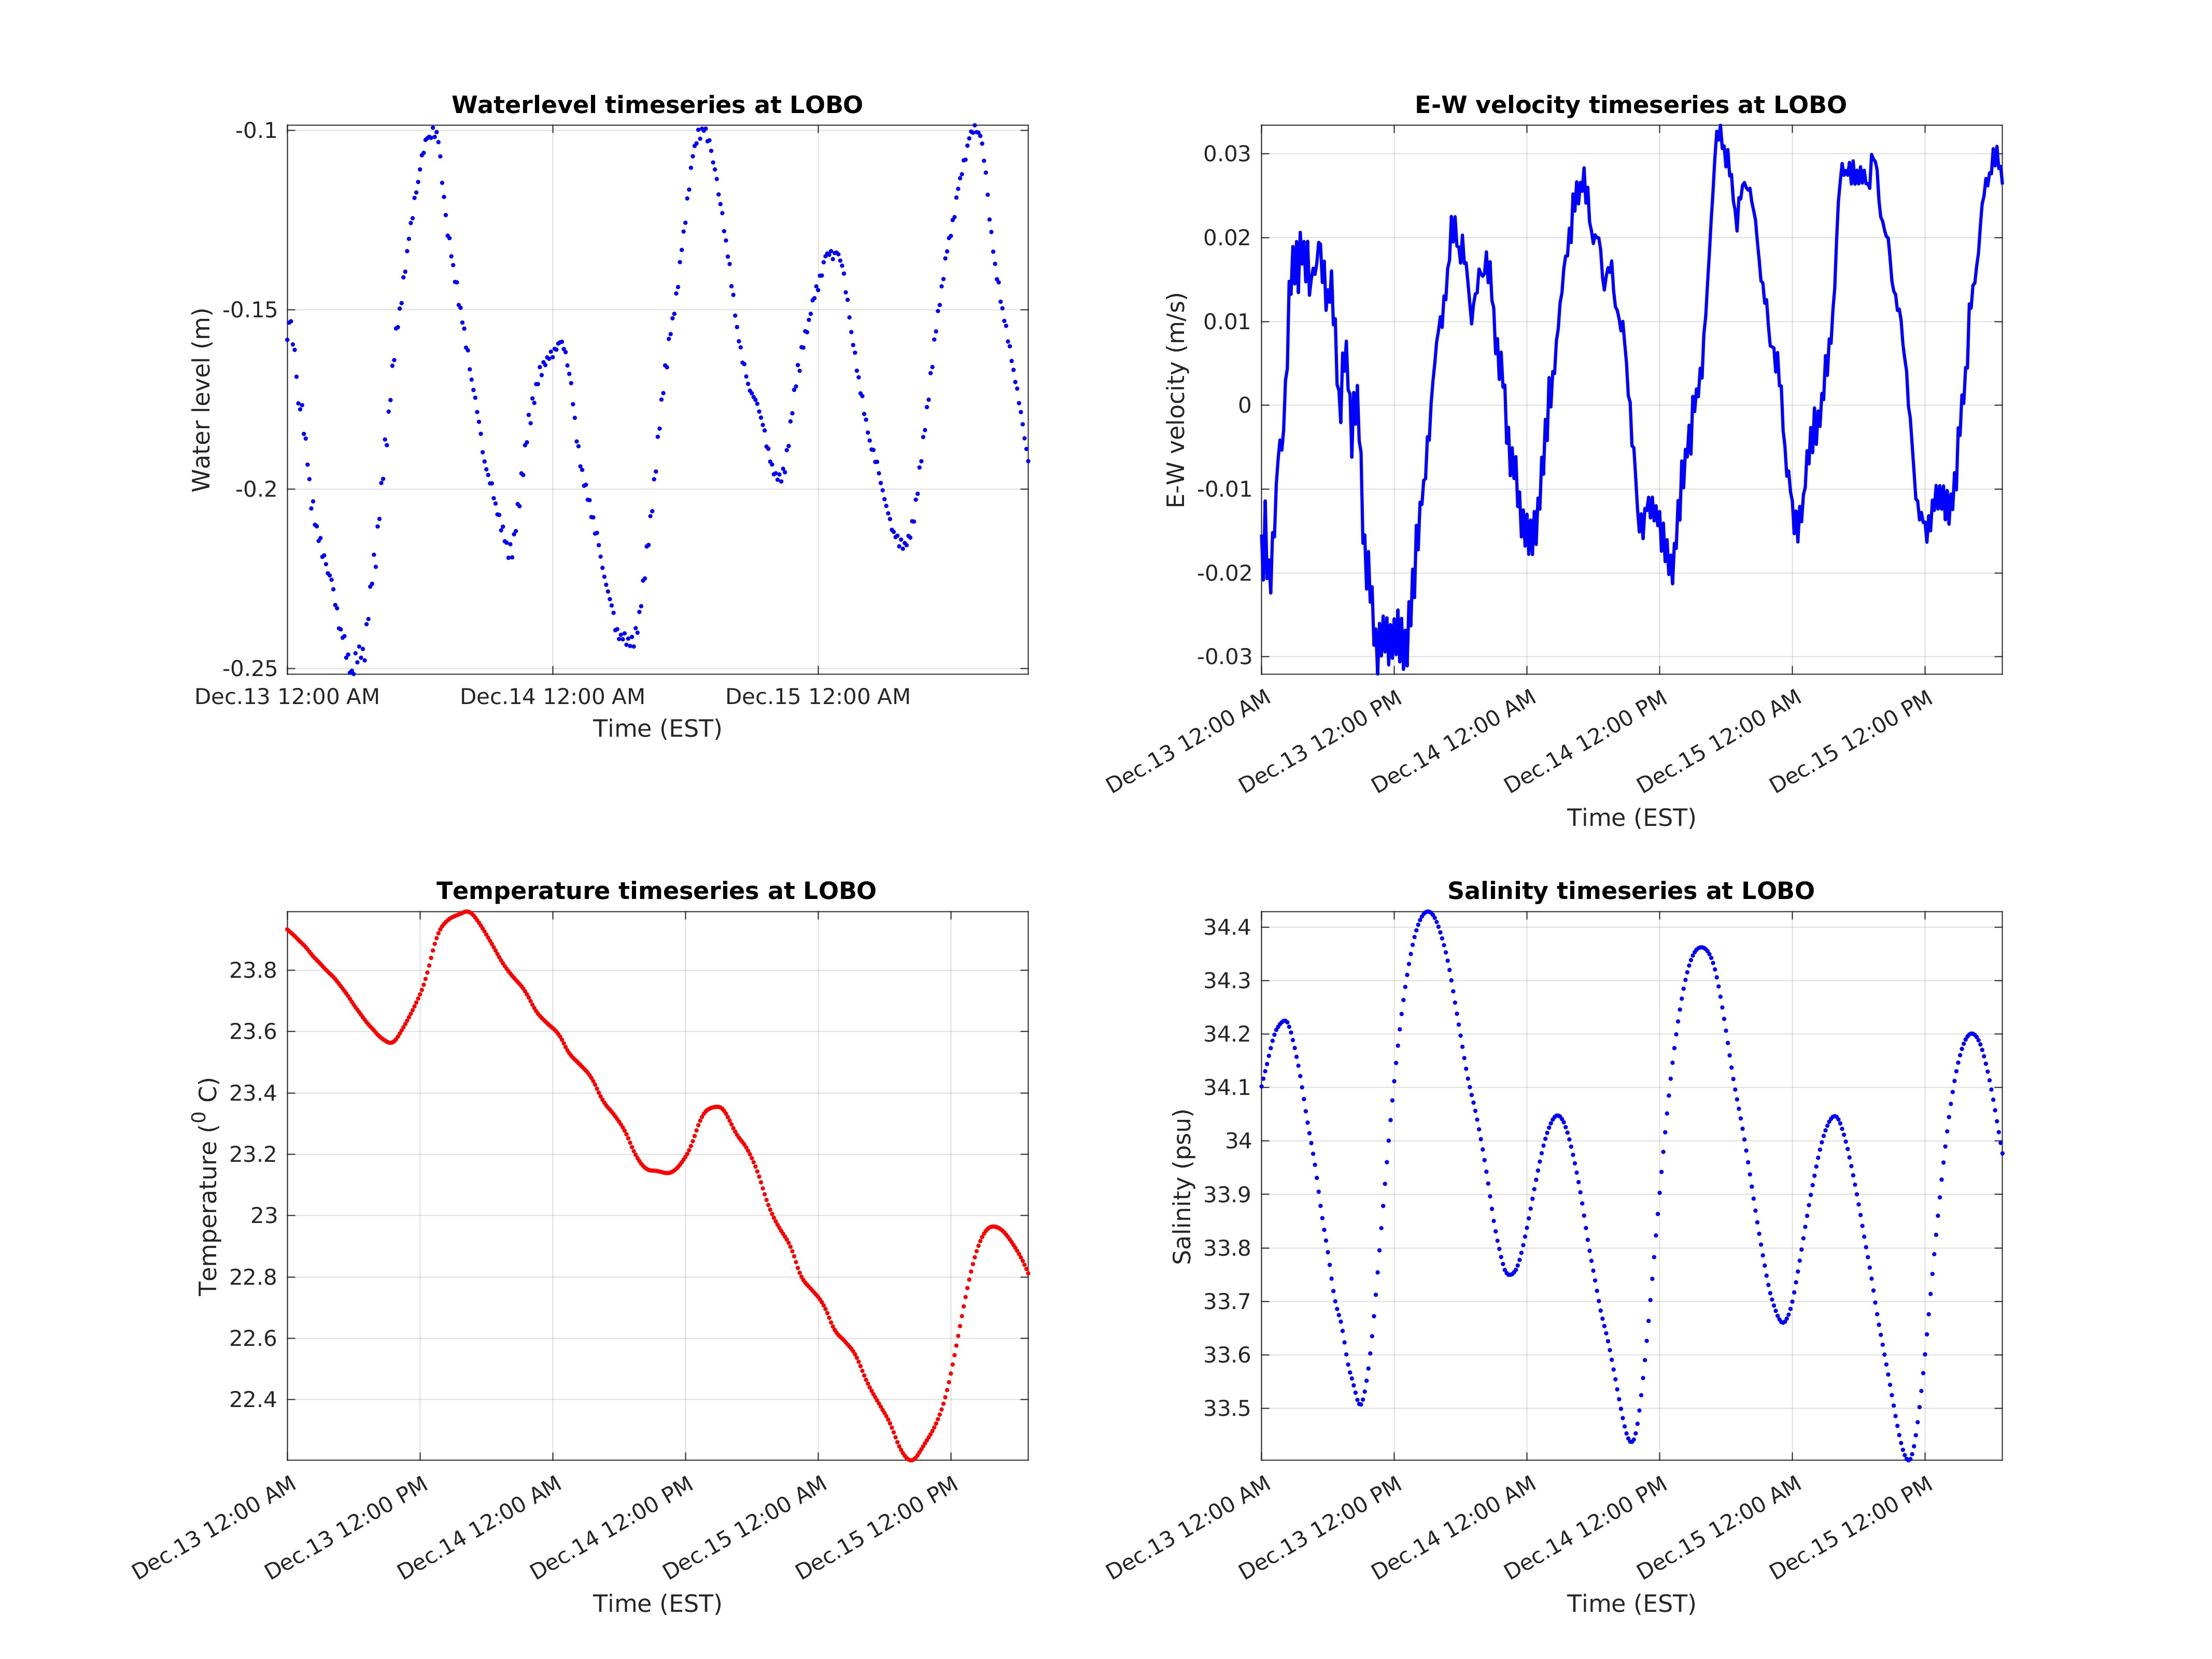 Waterlevel timeseries at LOBO
-0.1
-0.15
-0.2
-0.25
Water level (m)
Dec.13 12:00 AM
Dec.14 12:00 AM
Dec.15 12:00 AM
Time (EST)
E-W velocity timeseries at LOBO
0.03
0.02
0.01
0
-0.01
-0.02
-0.03
E-W velocity (m/s)
Dec.13 12:00 AM
Dec.13 12:00 PM
Dec.14 12:00 AM
Dec.14 12:00 PM
Dec.15 12:00 AM
Dec.15 12:00 PM
Time (EST)
Temperature timeseries at LOBO
23.8
23.6
23.4
23.2
23
22.8
22.6
22.4
Temperature (⁰ C)
Dec.13 12:00 AM
Dec.13 12:00 PM
Dec.14 12:00 AM
Dec.14 12:00 PM
Dec.15 12:00 AM
Dec.15 12:00 PM
Time (EST)
Salinity timeseries at LOBO
34.4
34.3
34.2
34.1
34
33.9
33.8
33.7
33.6
33.5
Salinity (psu)
Dec.13 12:00 AM
Dec.13 12:00 PM
Dec.14 12:00 AM
Dec.14 12:00 PM
Dec.15 12:00 AM
Dec.15 12:00 PM
Time (EST)